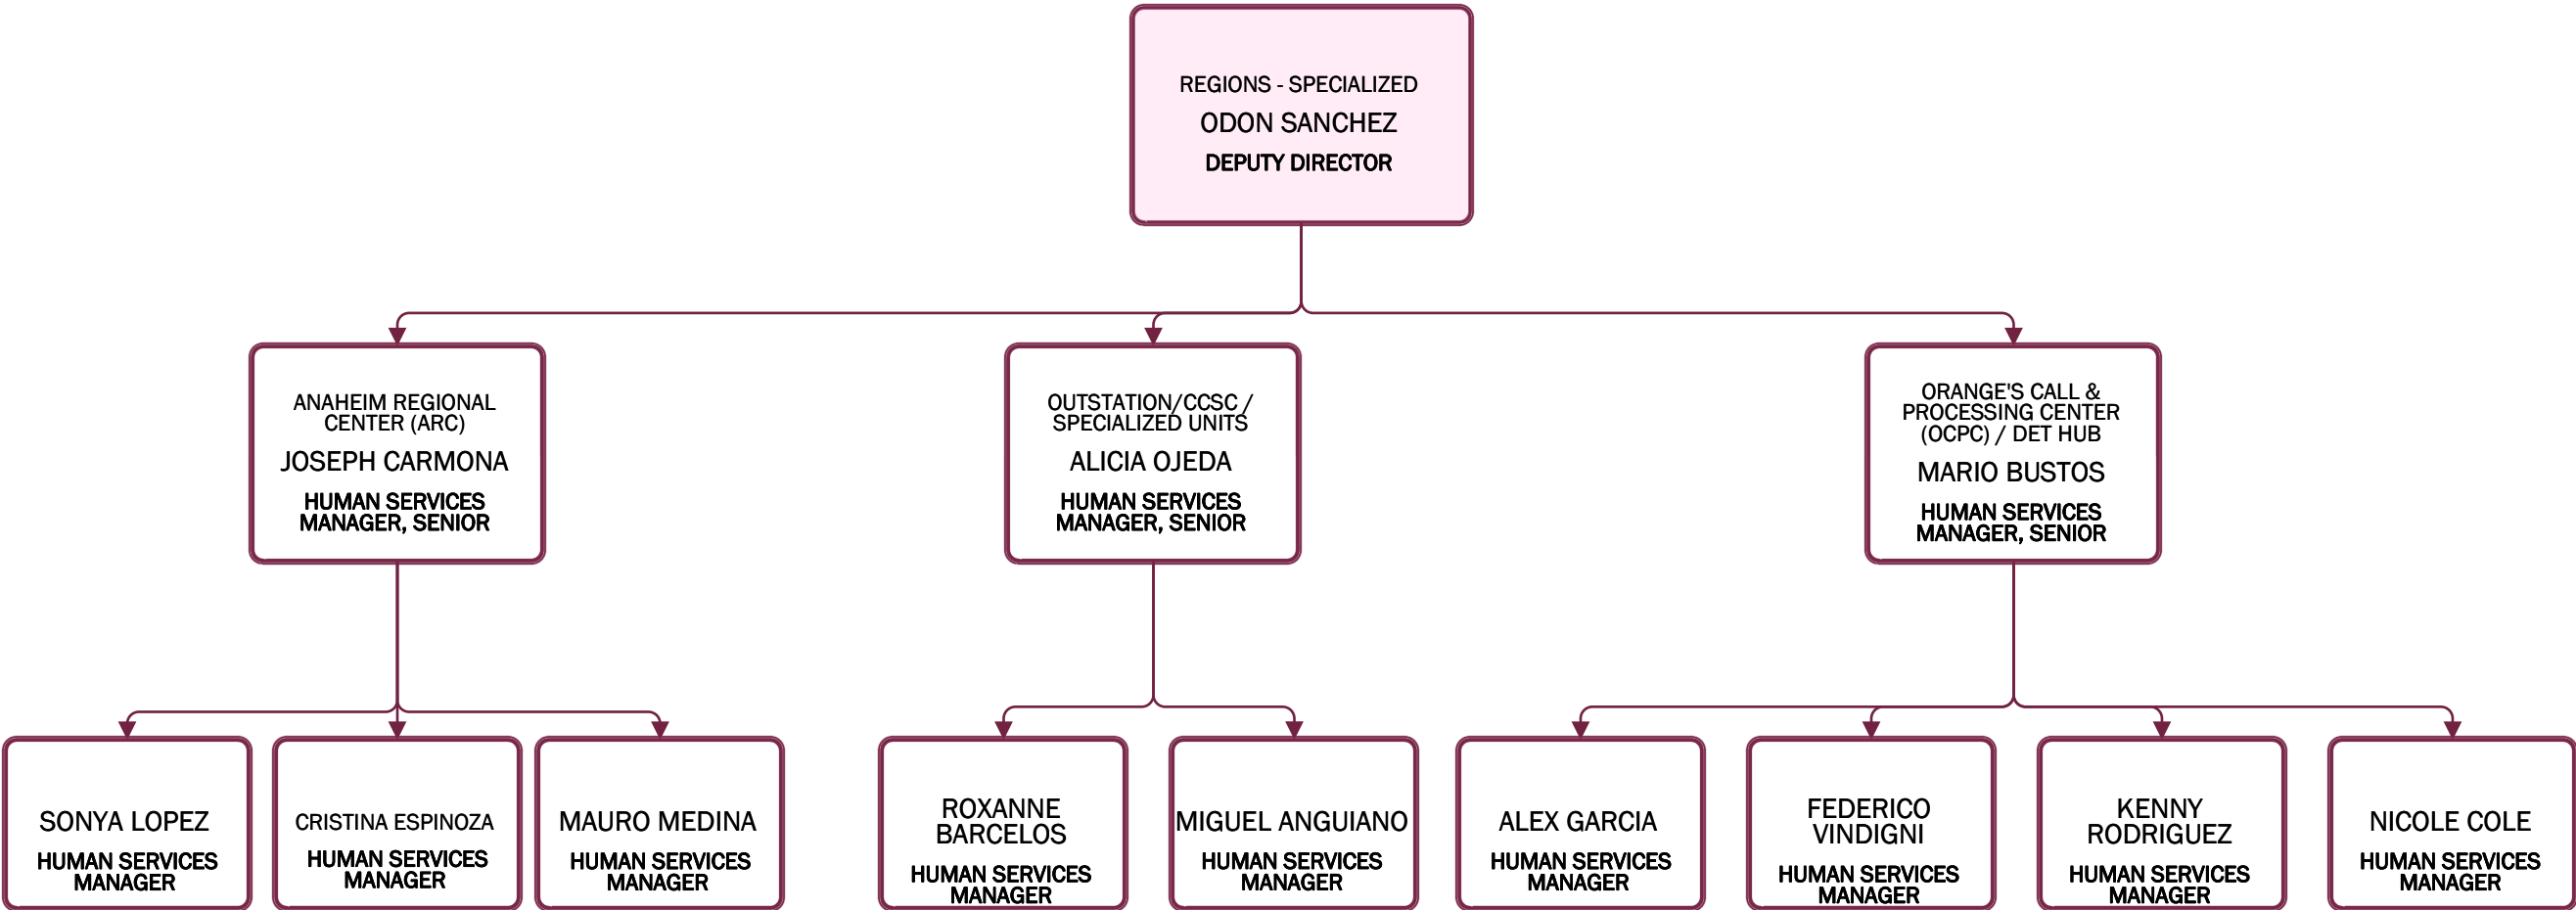 REGIONS - SPECIALIZED
ODON SANCHEZ
DEPUTY DIRECTOR
ANAHEIM REGIONAL
CENTER (ARC)
JOSEPH CARMONA
HUMAN SERVICES
MANAGER, SENIOR
OUTSTATION/CCSC /
SPECIALIZED UNITS
ALICIA OJEDA
HUMAN SERVICES
MANAGER, SENIOR
ORANGE'S CALL &
PROCESSING CENTER
(OCPC) / DET HUB
MARIO BUSTOS
HUMAN SERVICES
MANAGER, SENIOR
SONYA LOPEZ
HUMAN SERVICES
MANAGER
CRISTINA ESPINOZA
HUMAN SERVICES
MANAGER
MAURO MEDINA
HUMAN SERVICES
MANAGER
ROXANNE
BARCELOS
HUMAN SERVICES
MANAGER
MIGUEL ANGUIANO
HUMAN SERVICES
MANAGER
ALEX GARCIA
HUMAN SERVICES
MANAGER
FEDERICO
VINDIGNI
HUMAN SERVICES
MANAGER
KENNY
RODRIGUEZ
HUMAN SERVICES
MANAGER
NICOLE COLE
HUMAN SERVICES
MANAGER